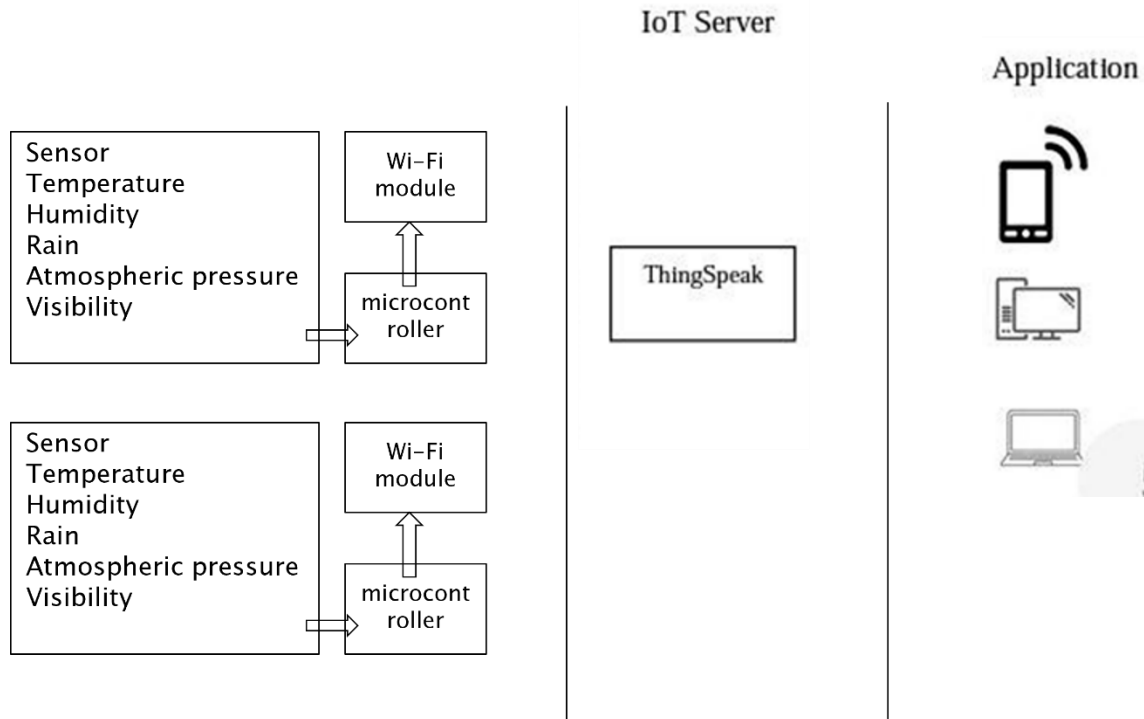 IoT Server
Application
Sensor
Temperature
Humidity
Rain
Atmospheric pressure
Visibility
Wi-Fi
module
microcont
roller
ThingSpeak
Sensor
Temperature
Humidity
Rain
Atmospheric pressure
Visibility
Wi-Fi
module
microcont
roller